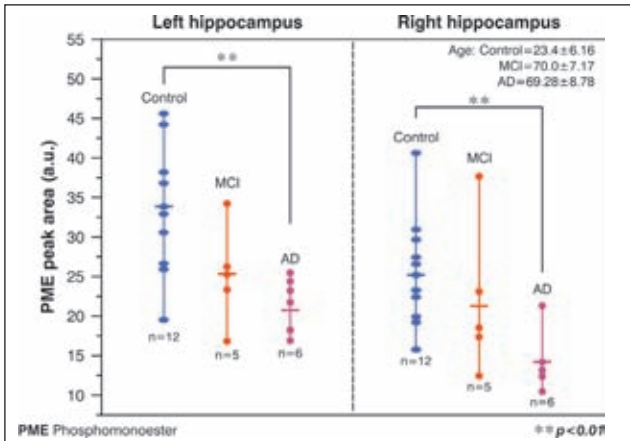 Left hippocampus
Right hippocampus
55
50
45
40
35
30
25
20
15
10
PME peak area (a.u.)
**
Control
MCI
AD
n=12
n=5
n=6
Age: Control=23.4±6.16
MCI=70.0±7.17
AD=69.28±8.78
**
Control
MCI
AD
n=12
n=5
n=6
PME Phosphomonoester
**p<0.01